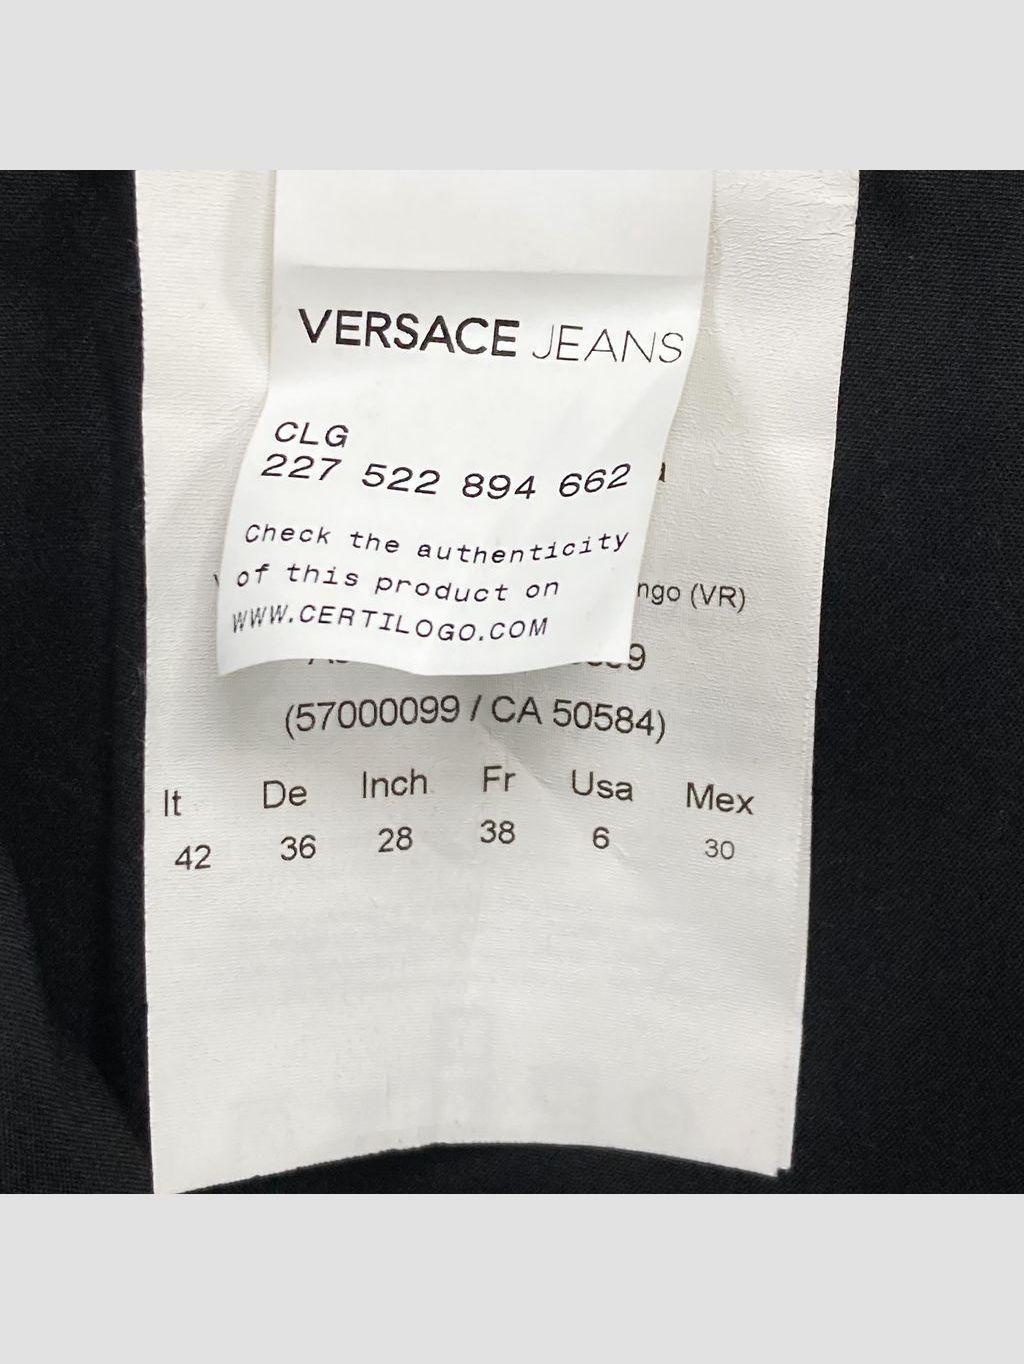 VERSACE JEANS
CLG
227 522 894 662
Check the authenticity
of this product on
WWW.CERTILOGO.COM
(VR)
(57000099 / CA 50584)
It De Inch Fr Usa Mex
42 36 28 38 6 30